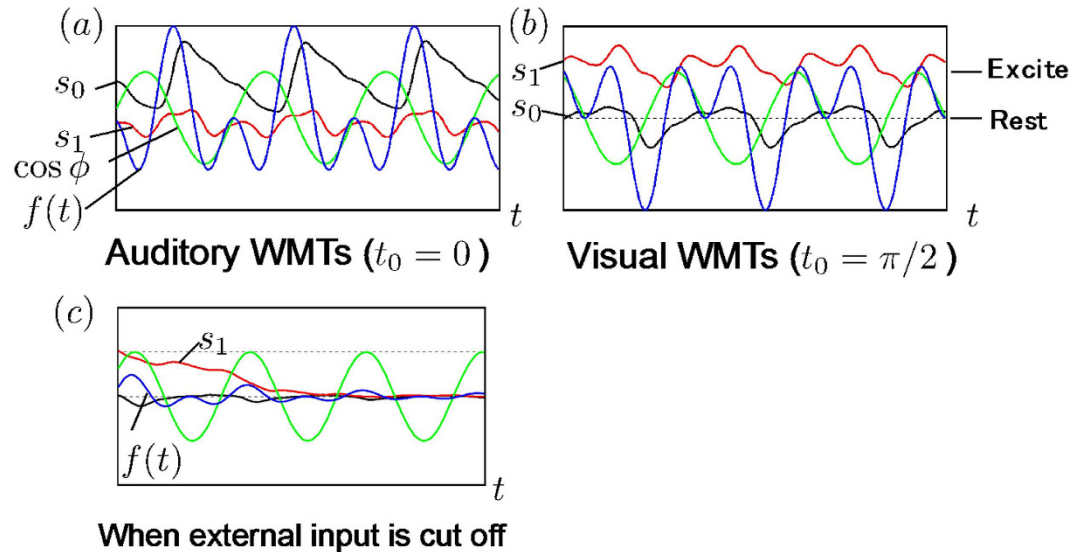 (a)
s₀
s₁
cos ϕ
f(t)
t
Auditory WMTs (t₀ = 0 )
(b)
s₁
s₀
Excite
Rest
t
Visual WMTs (t₀ = π/2 )
(c)
s₁
f(t)
t
When external input is cut off